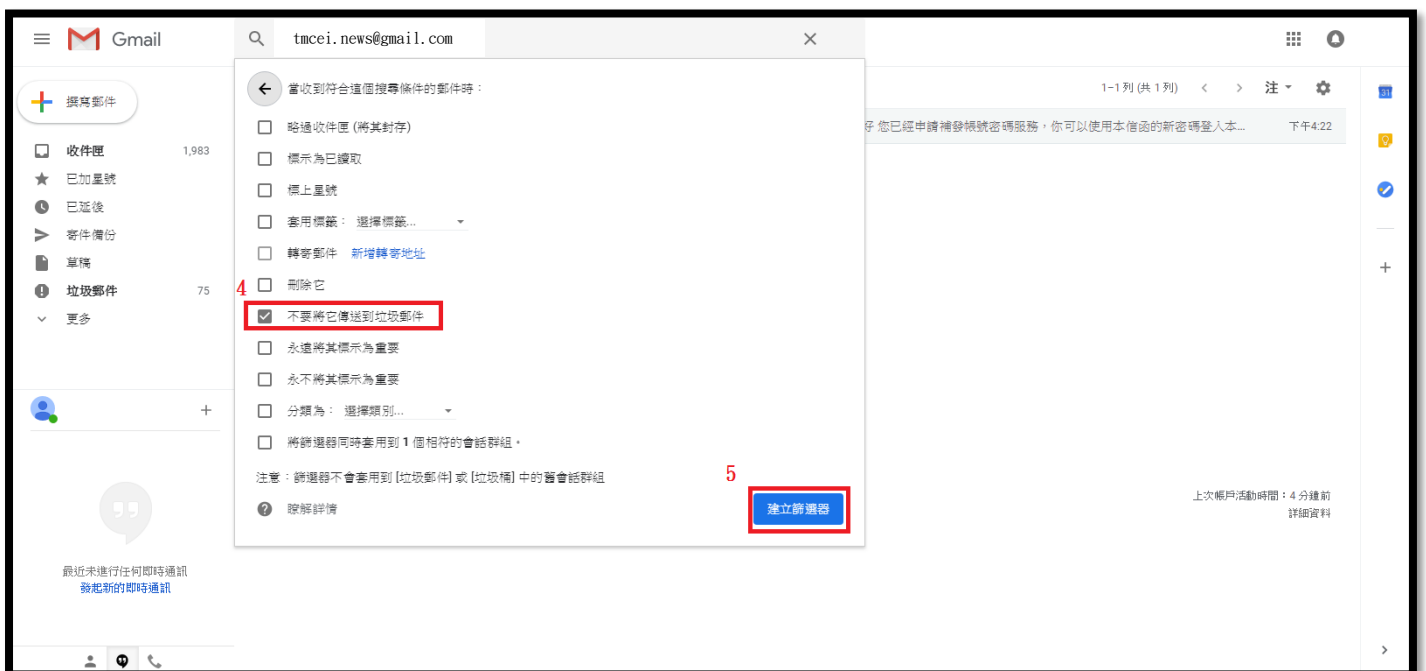 Gmail
tmcei.news@gmail.com
撰寫郵件
收件匣 1,983
已加星號
已延後
寄件備份
草稿
垃圾郵件 75
更多
當收到符合這個搜尋條件的郵件時：
略過收件匣 (將其封存)
標示為已讀取
標上星號
套用標籤： 選擇標籤...
轉寄郵件 新增轉寄地址
刪除它
4
不要將它傳送到垃圾郵件
永遠將其標示為重要
永不將其標示為重要
分類為： 選擇類別...
將篩選器同時套用到 1 個相符的會話群組。
注意：篩選器不會套用到 [垃圾郵件] 或 [垃圾桶] 中的舊會話群組
5
瞭解詳情
建立篩選器
1-1 列 (共 1 列)
注
31
好 您已經申請補發帳號密碼服務，你可以使用本信函的新密碼登入本... 下午4:22
上次帳戶活動時間：4 分鐘前
詳細資料
最近未進行任何即時通訊
發起新的即時通訊